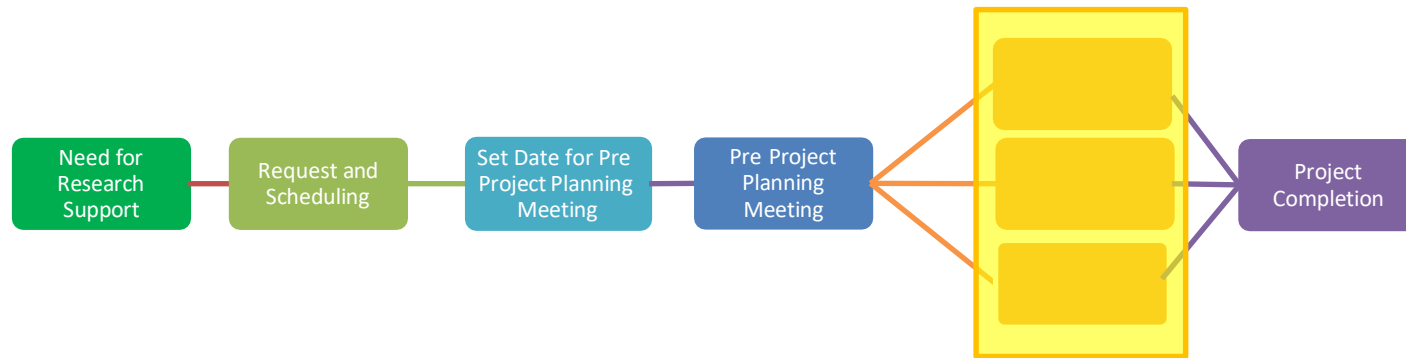 Need for
Research
Support
Request and
Scheduling
Set Date for Pre
Project Planning
Meeting
Pre Project
Planning
Meeting
Project
Completion